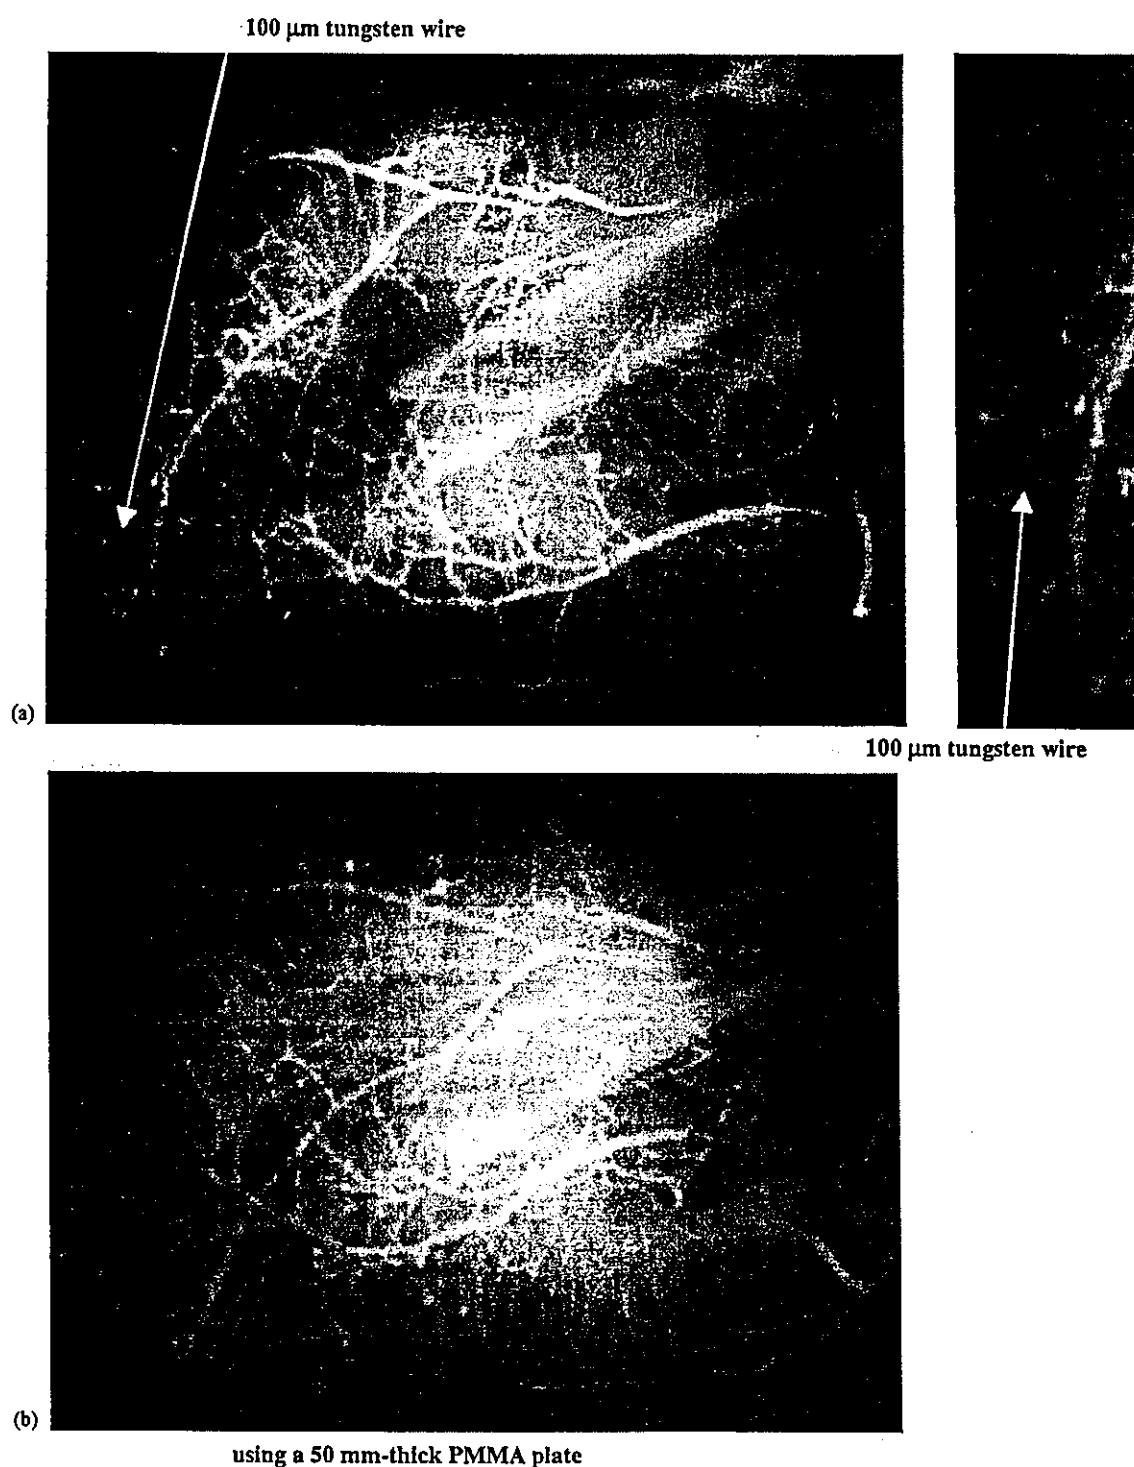 100 μm tungsten wire
(a)
100 μm tungsten wire
(b)
using a 50 mm-thick PMMA plate